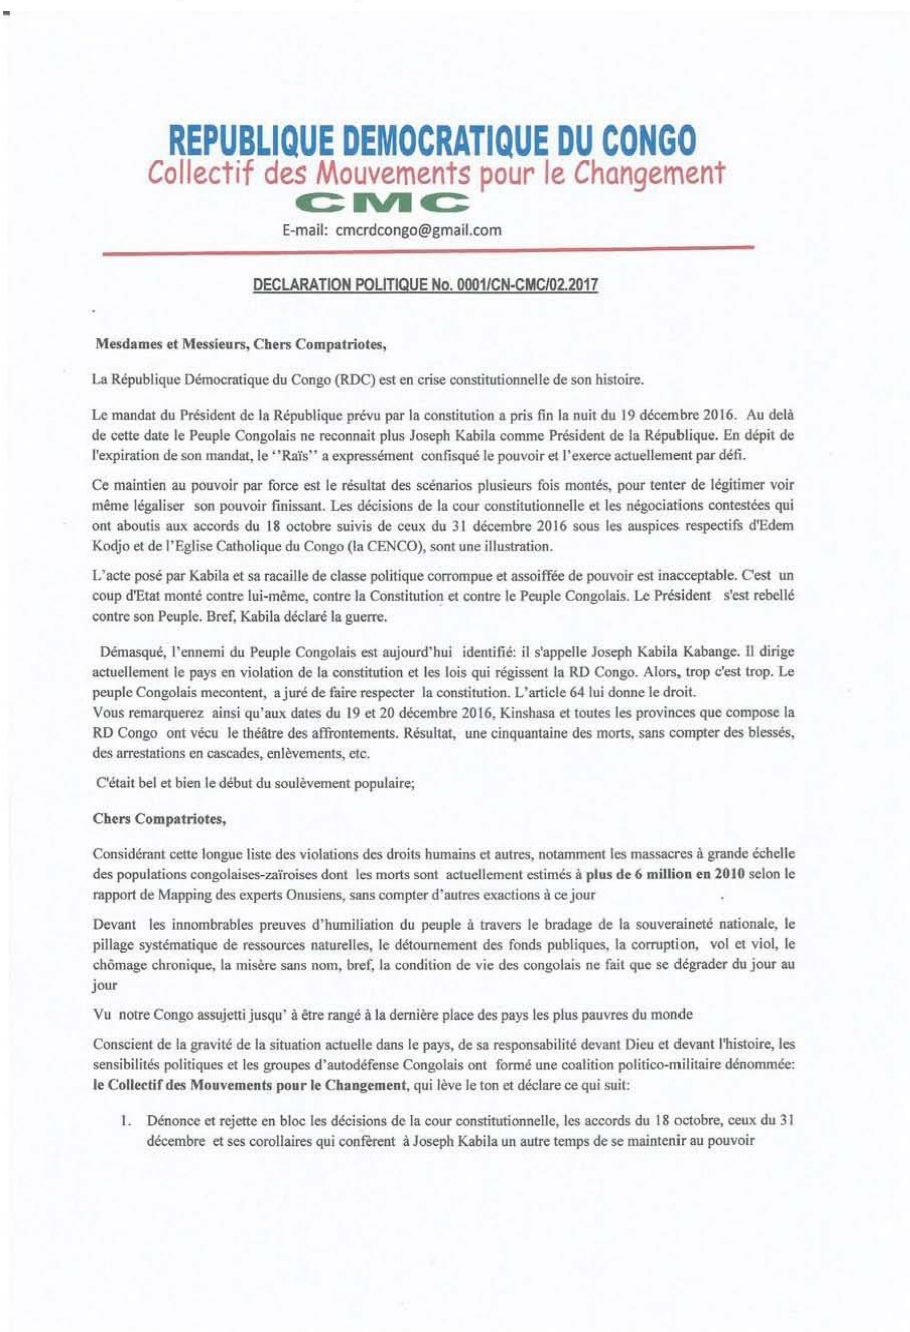 REPUBLIQUE DEMOCRATIQUE DU CONGO
Collectif des Mouvements pour le Changement
CMC
E-mail: cmcrdcongo@gmail.com
DECLARATION POLITIQUE No. 0001/CN-CMC/02.2017
Mesdames et Messieurs, Chers Compatriotes,
La République Démocratique du Congo (RDC) est en crise constitutionnelle de son histoire.
Le mandat du Président de la République prévu par la constitution a pris fin la nuit du 19 décembre 2016. Au delà
de cette date le Peuple Congolais ne reconnait plus Joseph Kabila comme Président de la République. En dépit de
l'expiration de son mandat, le ‘‘Raïs’’ a expressément confisqué le pouvoir et l’exerce actuellement par défi.
Ce maintien au pouvoir par force est le résultat des scénarios plusieurs fois montés, pour tenter de légitimer voir
même légaliser son pouvoir finissant. Les décisions de la cour constitutionnelle et les négociations contestées qui
ont aboutis aux accords du 18 octobre suivis de ceux du 31 décembre 2016 sous les auspices respectifs d'Edem
Kodjo et de l’Eglise Catholique du Congo (la CENCO), sont une illustration.
L’acte posé par Kabila et sa racaille de classe politique corrompue et assoiffée de pouvoir est inacceptable. C'est un
coup d'Etat monté contre lui-même, contre la Constitution et contre le Peuple Congolais. Le Président s'est rebellé
contre son Peuple. Bref, Kabila déclaré la guerre.
Démasqué, l’ennemi du Peuple Congolais est aujourd’hui identifié: il s'appelle Joseph Kabila Kabange. Il dirige
actuellement le pays en violation de la constitution et les lois qui régissent la RD Congo. Alors, trop c'est trop. Le
peuple Congolais mecontent, a juré de faire respecter la constitution. L’article 64 lui donne le droit.
Vous remarquerez ainsi qu’aux dates du 19 et 20 décembre 2016, Kinshasa et toutes les provinces que compose la
RD Congo ont vécu le théâtre des affrontements. Résultat, une cinquantaine des morts, sans compter des blessés,
des arrestations en cascades, enlèvements, etc.
C'était bel et bien le début du soulèvement populaire;
Chers Compatriotes,
Considérant cette longue liste des violations des droits humains et autres, notamment les massacres à grande échelle
des populations congolaises-zaïroises dont les morts sont actuellement estimés à plus de 6 million en 2010 selon le
rapport de Mapping des experts Onusiens, sans compter d’autres exactions à ce jour
Devant les innombrables preuves d’humiliation du peuple à travers le bradage de la souveraineté nationale, le
pillage systématique de ressources naturelles, le détournement des fonds publiques, la corruption, vol et viol, le
chômage chronique, la misère sans nom, bref, la condition de vie des congolais ne fait que se dégrader du jour au
jour
Vu notre Congo assujetti jusqu’ à être rangé à la dernière place des pays les plus pauvres du monde
Conscient de la gravité de la situation actuelle dans le pays, de sa responsabilité devant Dieu et devant l'histoire, les
sensibilités politiques et les groupes d’autodéfense Congolais ont formé une coalition politico-militaire dénommée:
le Collectif des Mouvements pour le Changement, qui lève le ton et déclare ce qui suit:
1. Dénonce et rejette en bloc les décisions de la cour constitutionnelle, les accords du 18 octobre, ceux du 31
décembre et ses corollaires qui confèrent à Joseph Kabila un autre temps de se maintenir au pouvoir